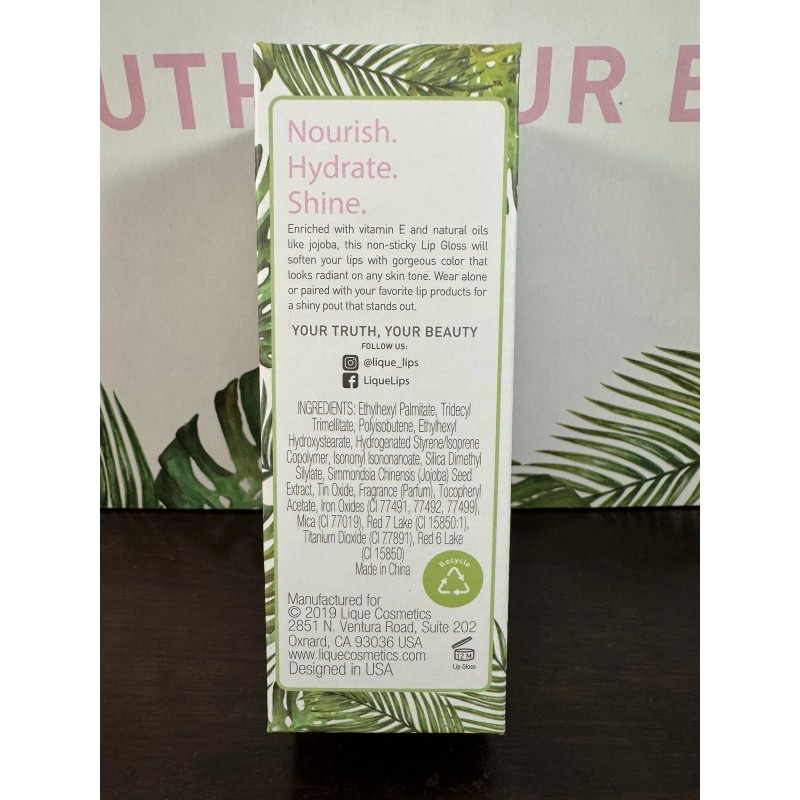 UTH
UR B
Nourish.
Hydrate.
Shine.
Enriched with vitamin E and natural oils
like jojoba, this non-sticky Lip Gloss will
soften your lips with gorgeous color that
looks radiant on any skin tone. Wear alone
or paired with your favorite lip products for
a shiny pout that stands out.
YOUR TRUTH, YOUR BEAUTY
FOLLOW US:
@lique_lips
LiqueLips
INGREDIENTS: Ethylhexyl Palmitate, Tridecyl
Trimellitate, Polyisobutene, Ethylhexyl
Hydroxystearate, Hydrogenated Styrene/Isoprene
Copolymer, Isononyl Isononanoate, Silica Dimethyl
Silylate, Simmondsia Chinensis (Jojoba) Seed
Extract, Tin Oxide, Fragrance (Parfum), Tocopheryl
Acetate, Iron Oxides (CI 77491, 77492, 77499),
Mica (CI 77019), Red 7 Lake (CI 15850:1),
Titanium Dioxide (CI 77891), Red 6 Lake
(CI 15850)
Made in China
Recycle
Manufactured for
© 2019 Lique Cosmetics
2851 N. Ventura Road, Suite 202
Oxnard, CA 93036 USA
www.liquecosmetics.com
Designed in USA
12 M
Lip Gloss